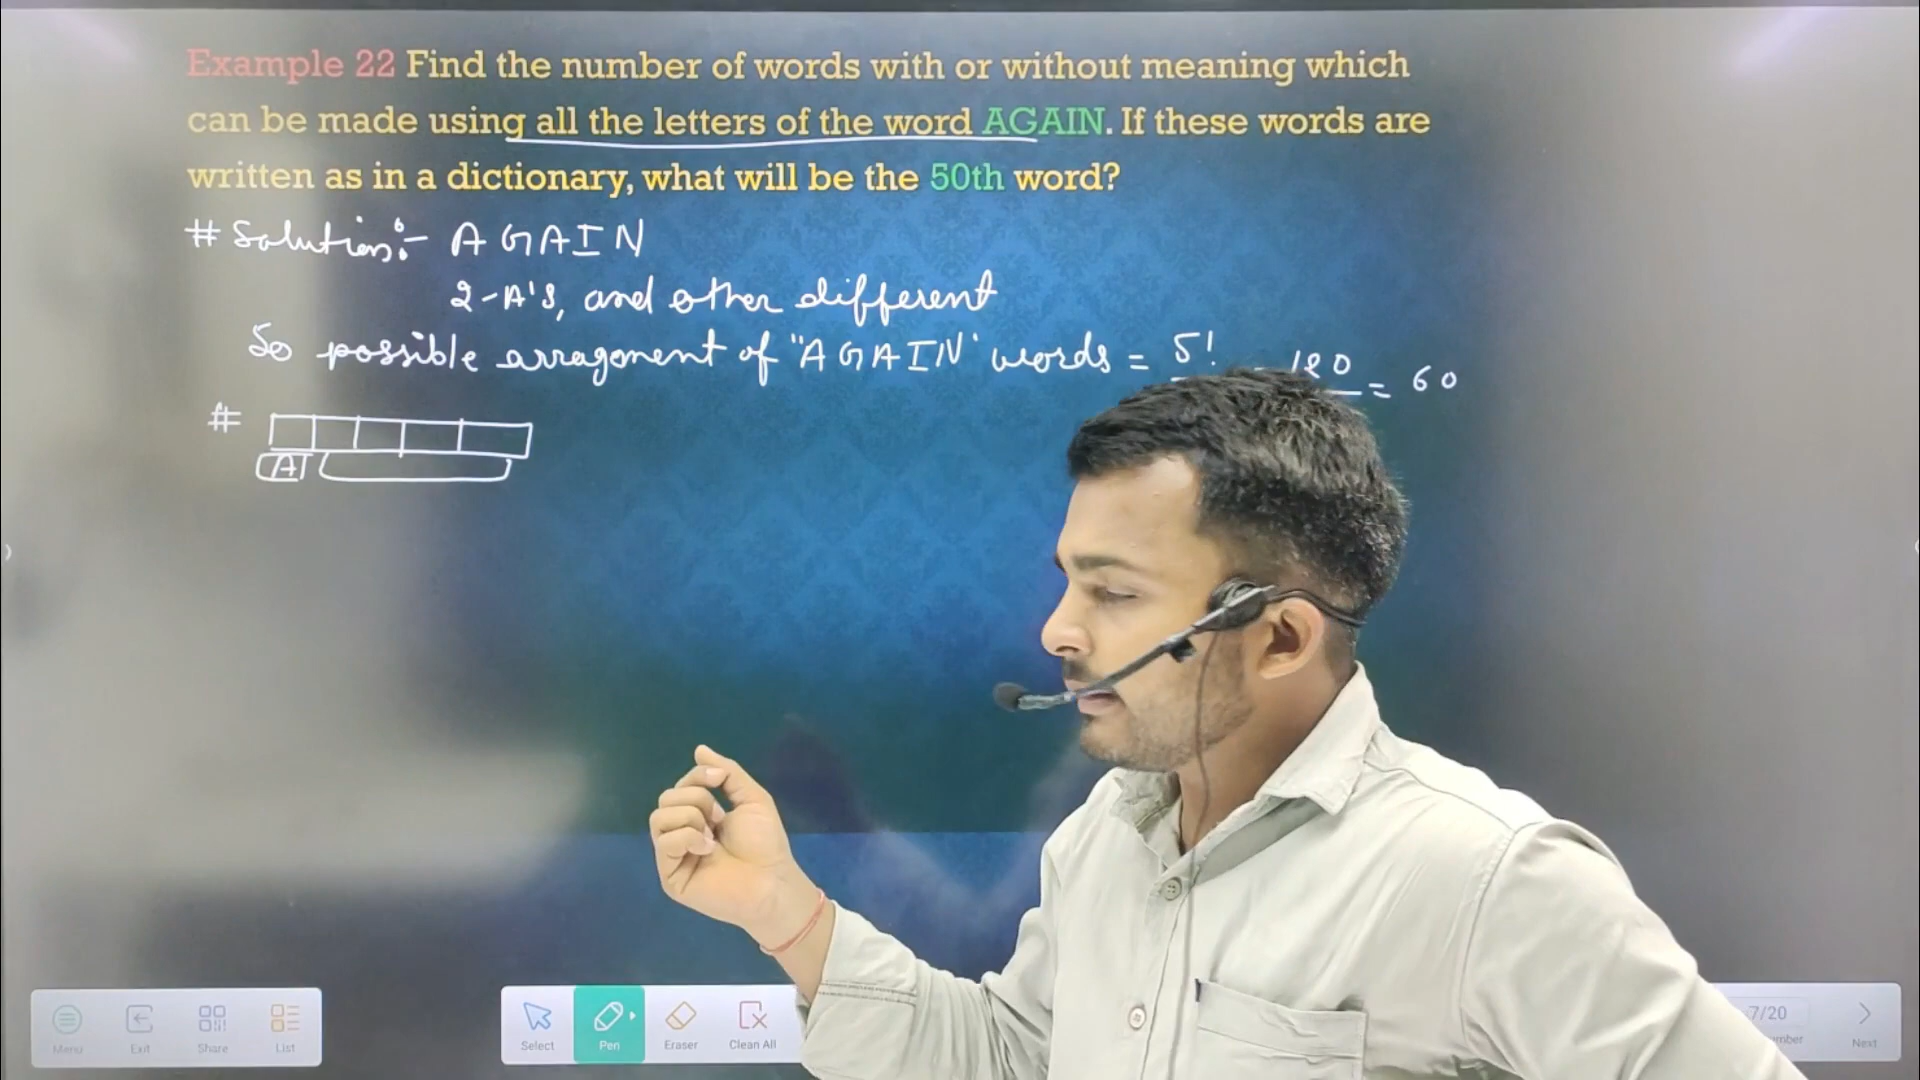 Example 22 Find the number of words with or without meaning which
can be made using all the letters of the word AGAIN. If these words are
written as in a dictionary, what will be the 50th word?
# Solution:- AGAIN
2-A's, and other different
So possible arragement of "AGAIN" words = 5! 120 = 60
#
A
Menu Exit Share List Select Pen Eraser Clean All 7/20 Next